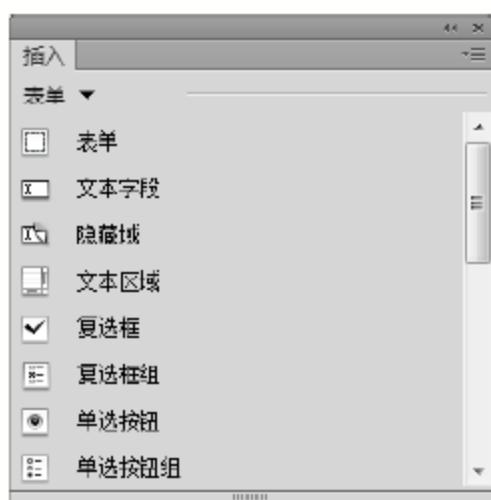 插入
表单
表单
文本字段
隐藏域
文本区域
复选框
复选框组
单选按钮
单选按钮组